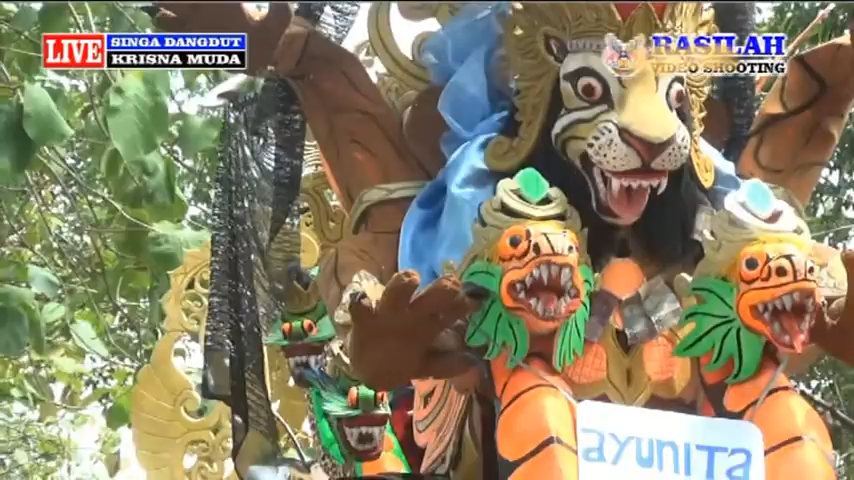 LIVE
SINGA DANGDUT
KRISNA MUDA
RASILAH
VIDEO SHOOTING
ayuniTa